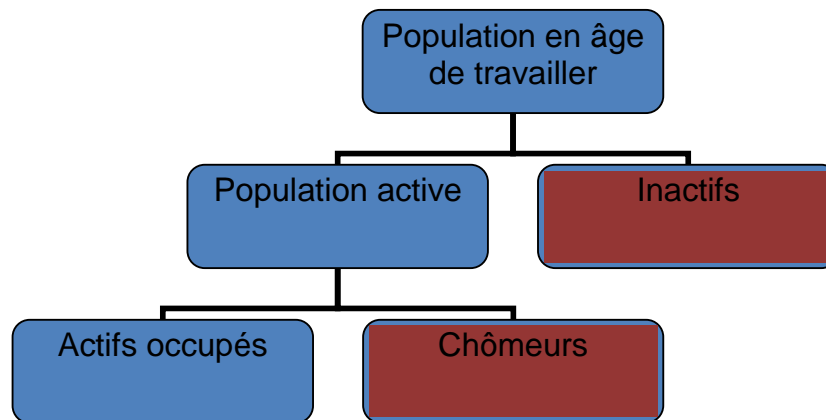 Population en âge
de travailler
Population active
Inactifs
Actifs occupés
Chômeurs